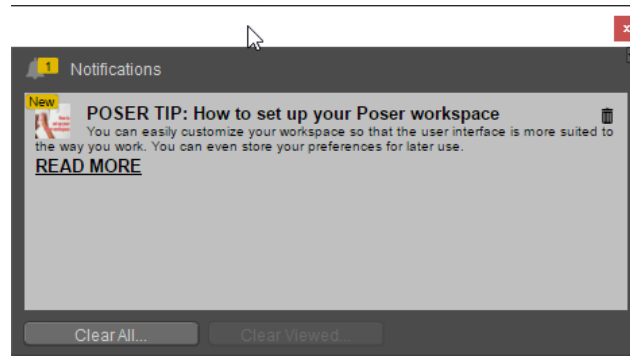 x
1 Notifications
New
POSER TIP: How to set up your Poser workspace
You can easily customize your workspace so that the user interface is more suited to
the way you work. You can even store your preferences for later use.
READ MORE
Clear All...
Clear Viewed...